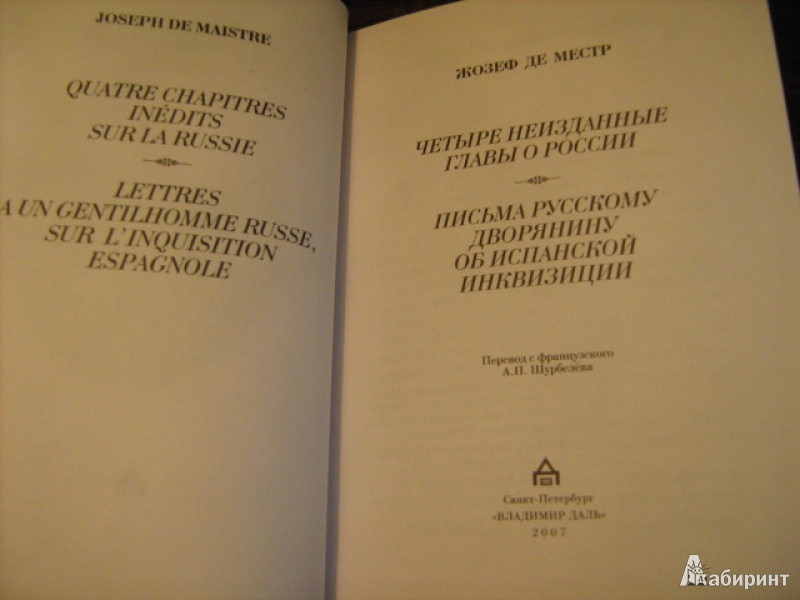 JOSEPH DE MAISTRE
QUATRE CHAPITRES
INÉDITS
SUR LA RUSSIE
LETTRES
A UN GENTILHOMME RUSSE,
SUR L'INQUISITION
ESPAGNOLE
ЖОЗЕФ ДЕ МЕСТР
ЧЕТЫРЕ НЕИЗДАННЫЕ
ГЛАВЫ О РОССИИ
ПИСЬМА РУССКОМУ
ДВОРЯНИНУ
ОБ ИСПАНСКОЙ
ИНКВИЗИЦИИ
Перевод с французского
А.П. Шурбелёва
Санкт-Петербург
«ВЛАДИМИР ДАЛЬ»
2007
Лабиринт